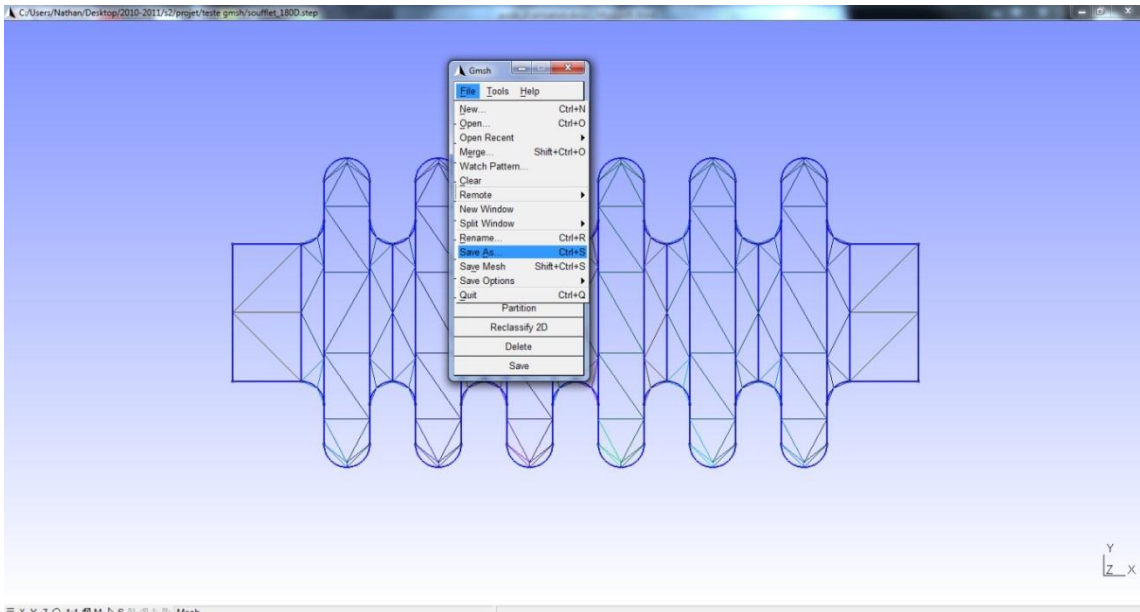 C:/Users/Nathan/Desktop/2010-2011/s2/projet/teste gmsh/soufflet_180D.step
Gmsh
File Tools Help
New... Ctrl+N
Open... Ctrl+O
Open Recent
Merge... Shift+Ctrl+O
Watch Pattern...
Clear
Remote
New Window
Split Window
Rename... Ctrl+R
Save As... Ctrl+S
Save Mesh Shift+Ctrl+S
Save Options
Quit Ctrl+Q
Partition
Reclassify 2D
Delete
Save
Y
Z X
X Y Z 1:1 M S Mesh